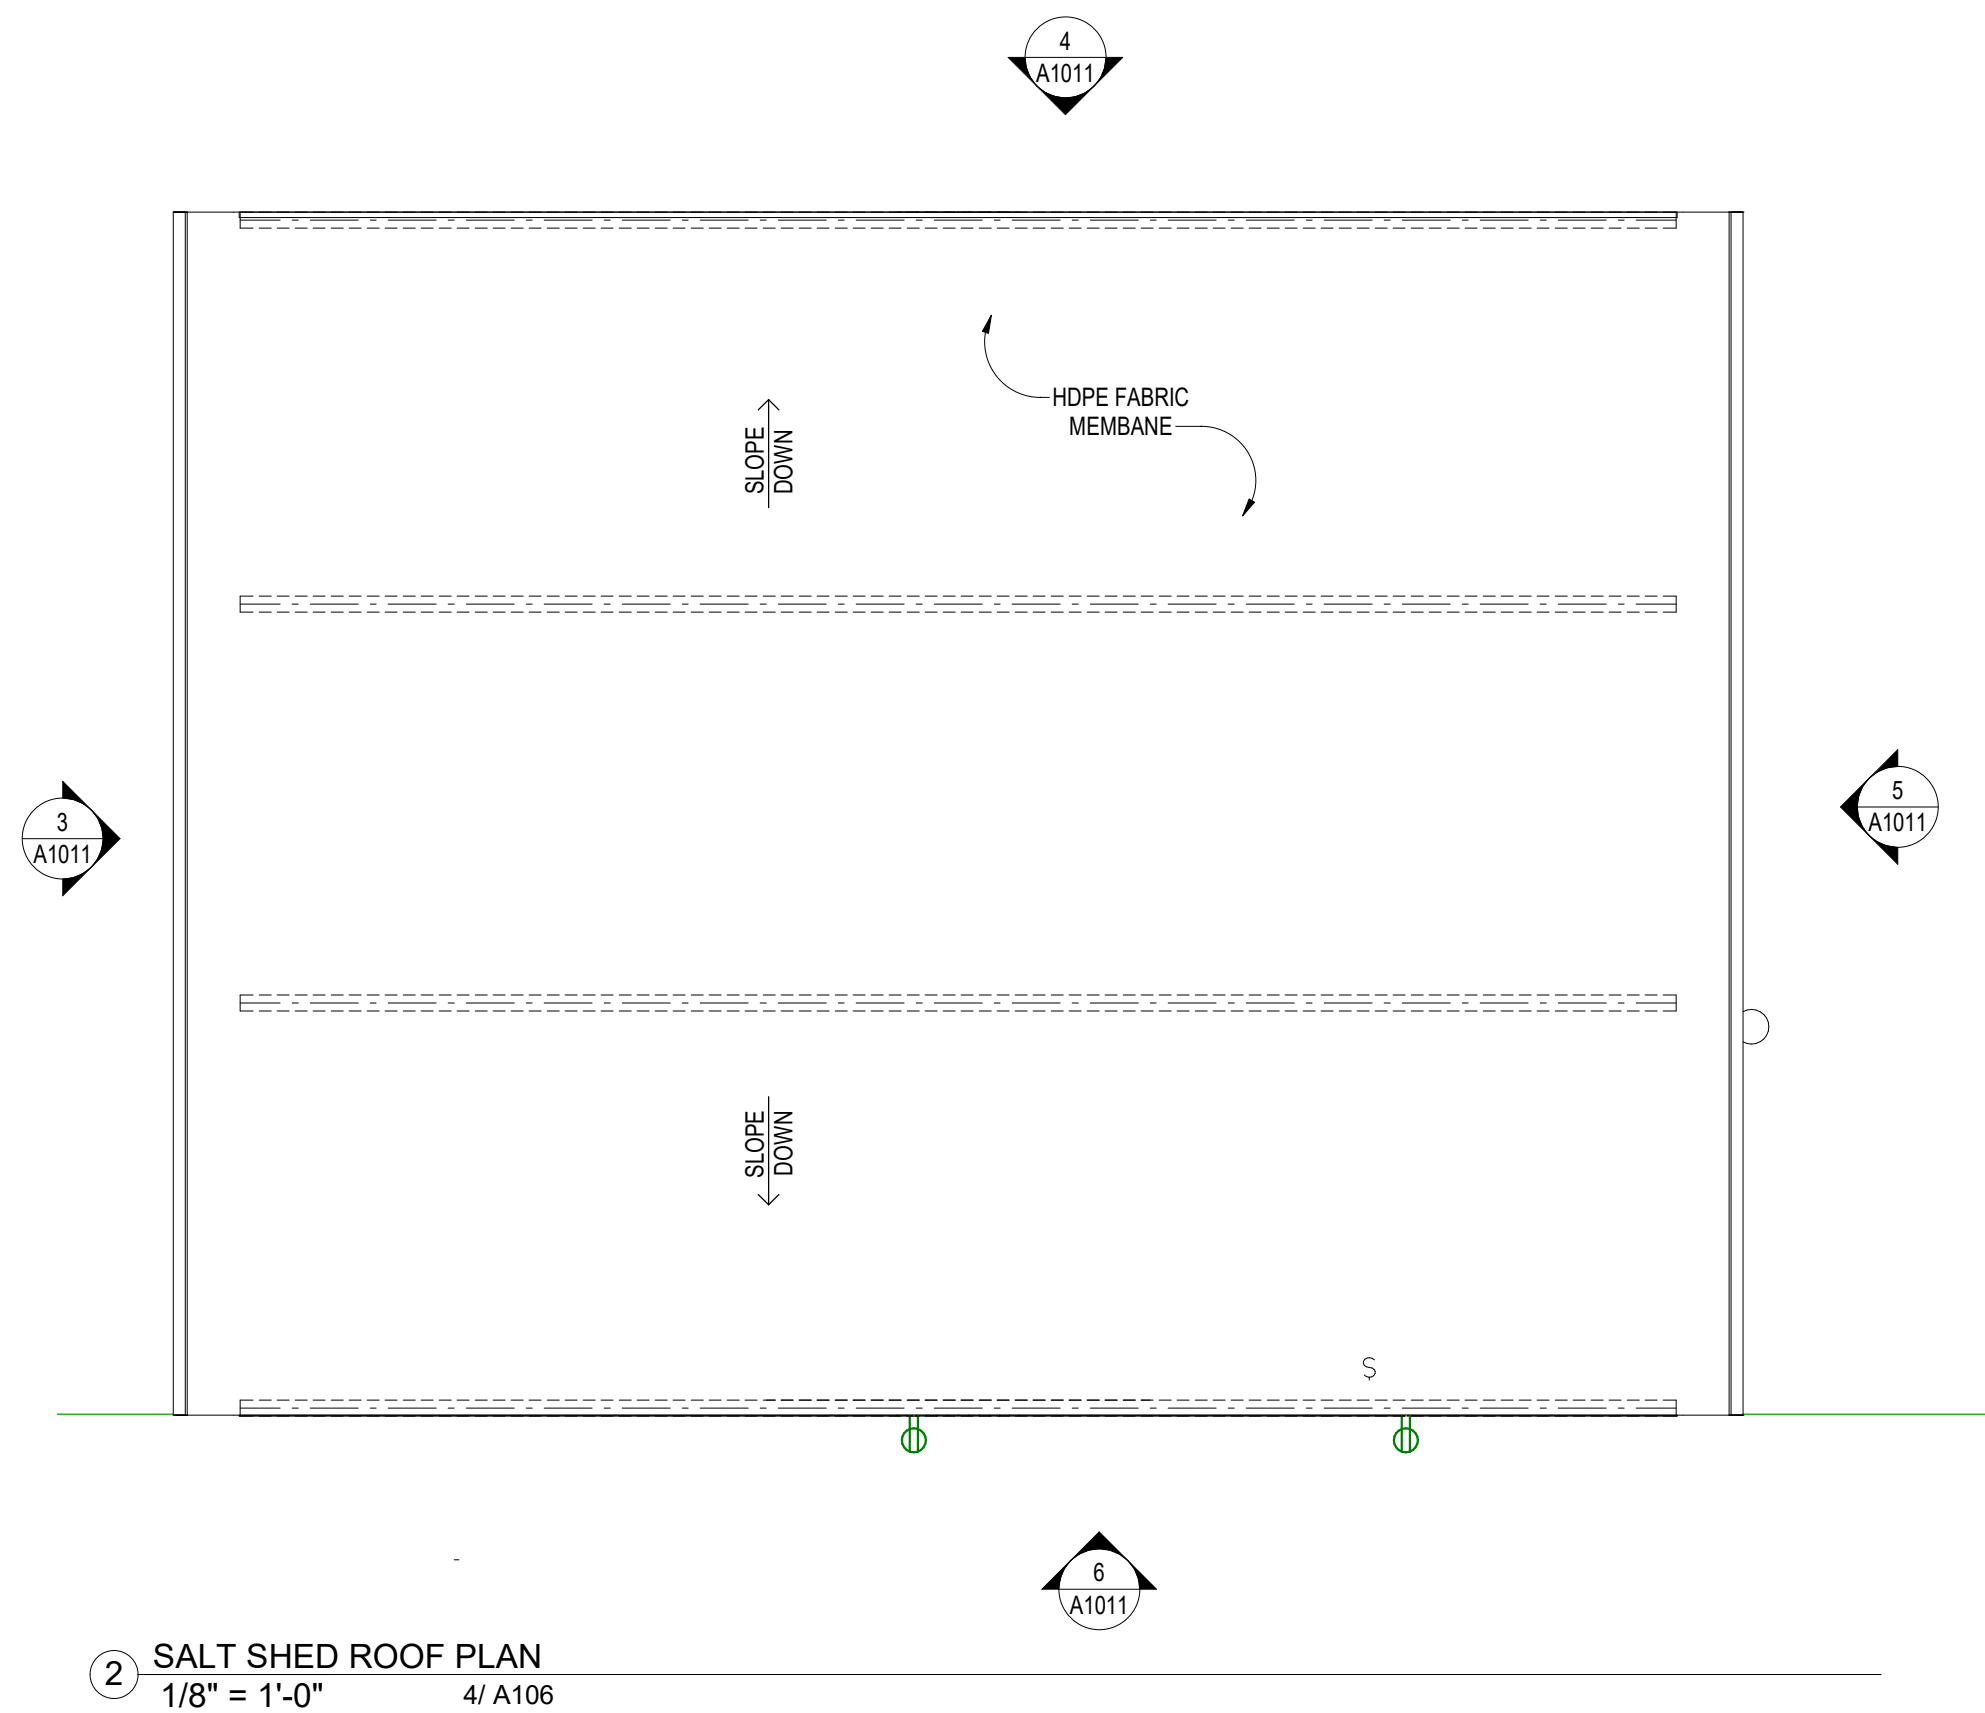 4
A1011
HDPE FABRIC
MEMBANE
SLOPE
DOWN
3
A1011
5
A1011
SLOPE
DOWN
$
6
A1011
2
SALT SHED ROOF PLAN
1/8" = 1'-0"
4/ A106